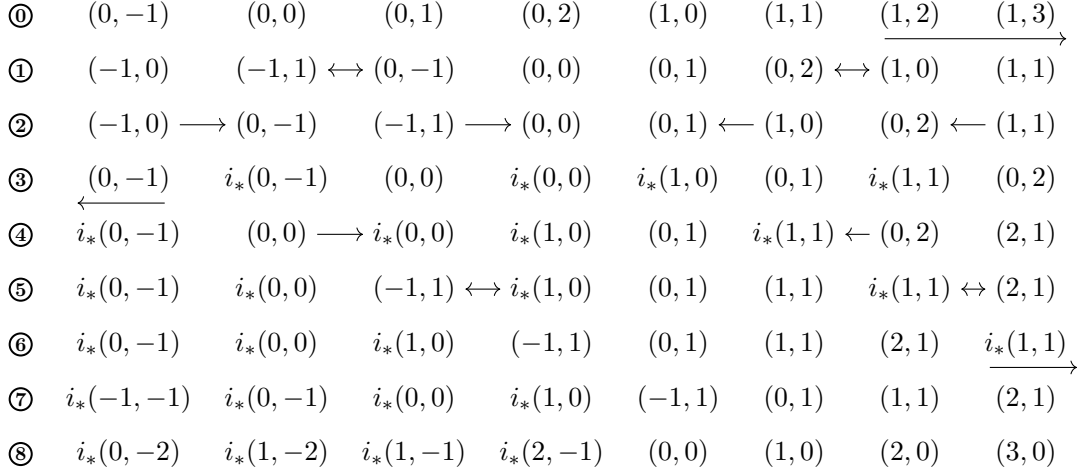 ⓪ (0, −1) (0, 0) (0, 1) (0, 2) (1, 0) (1, 1) (1, 2) (1, 3)
① (−1, 0) (−1, 1) ↔ (0, −1) (0, 0) (0, 1) (0, 2) ↔ (1, 0) (1, 1)
② (−1, 0) ⟶ (0, −1) (−1, 1) ⟶ (0, 0) (0, 1) ⟵ (1, 0) (0, 2) ⟵ (1, 1)
③ (0, −1) i∗(0, −1) (0, 0) i∗(0, 0) i∗(1, 0) (0, 1) i∗(1, 1) (0, 2)
④ i∗(0, −1) (0, 0) ⟶ i∗(0, 0) i∗(1, 0) (0, 1) i∗(1, 1) ← (0, 2) (2, 1)
⑤ i∗(0, −1) i∗(0, 0) (−1, 1) ↔ i∗(1, 0) (0, 1) (1, 1) i∗(1, 1) ↔ (2, 1)
⑥ i∗(0, −1) i∗(0, 0) i∗(1, 0) (−1, 1) (0, 1) (1, 1) (2, 1) i∗(1, 1)
⑦ i∗(−1, −1) i∗(0, −1) i∗(0, 0) i∗(1, 0) (−1, 1) (0, 1) (1, 1) (2, 1)
⑧ i∗(0, −2) i∗(1, −2) i∗(1, −1) i∗(2, −1) (0, 0) (1, 0) (2, 0) (3, 0)